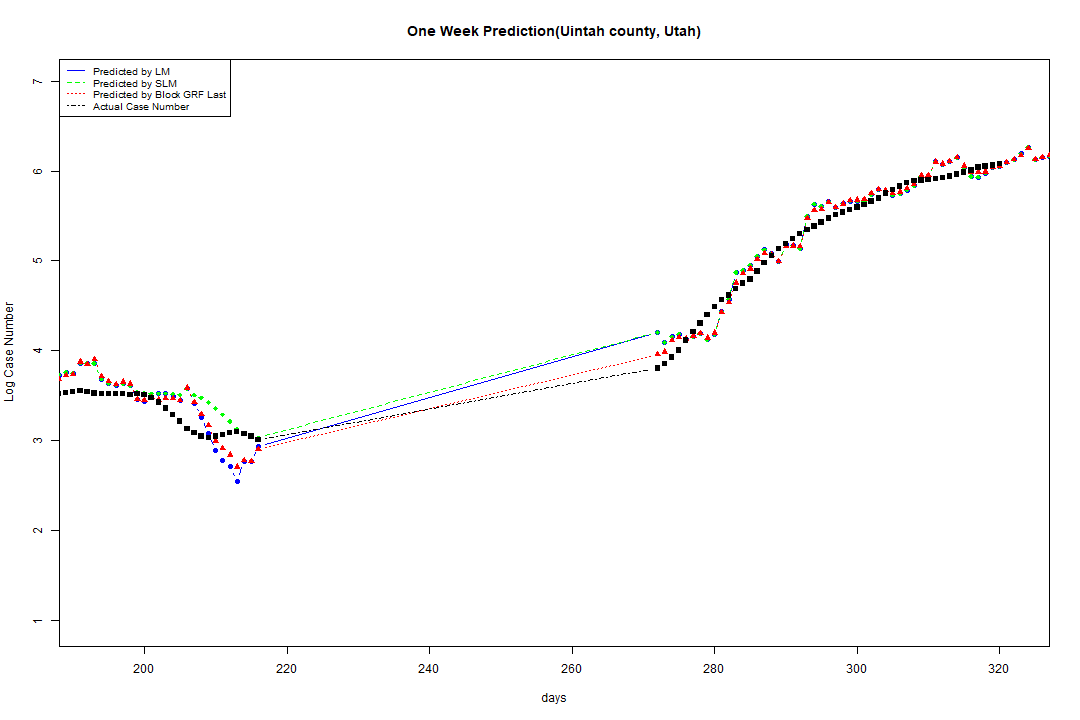 One Week Prediction(Uintah county, Utah)
Predicted by LM
Predicted by SLM
Predicted by Block GRF Last
Actual Case Number
7
6
5
4
3
2
1
Log Case Number
200 220 240 260 280 300 320
days